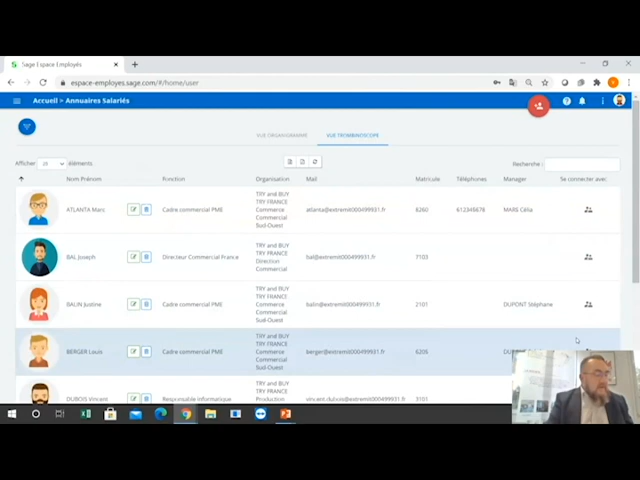 Sage Espace Employés
espace-employes.sage.com/#/home/user
Accueil > Annuaires Salariés
VUE ORGANIGRAMME
VUE TROMBINOSCOPE
Afficher 25 éléments
Recherche :
Nom Prénom Fonction Organisation Mail Matricule Téléphones Manager Se connecter avec
TRY and BUY
TRY FRANCE
Commerce
ATLANTA Marc Cadre commercial PME Commercial atlanta@extremit000499931.fr 8260 612345678 MARS Célia
Sud-Ouest
TRY and BUY
TRY FRANCE
BAL Joseph Directeur Commercial France Direction bal@extremit000499931.fr 7103
Commercial
TRY and BUY
TRY FRANCE
Commerce
BALIN Justine Cadre commercial PME Commercial balin@extremit000499931.fr 2101 DUPONT Stéphane
Sud-Ouest
TRY and BUY
TRY FRANCE
Commerce
BERGER Louis Cadre commercial PME Commercial berger@extremit000499931.fr 6205
Sud-Ouest
TRY and BUY
TRY FRANCE
Production
DUBOIS Vincent Responsable Informatique vincent.dubois@extremit000499931.fr 3101